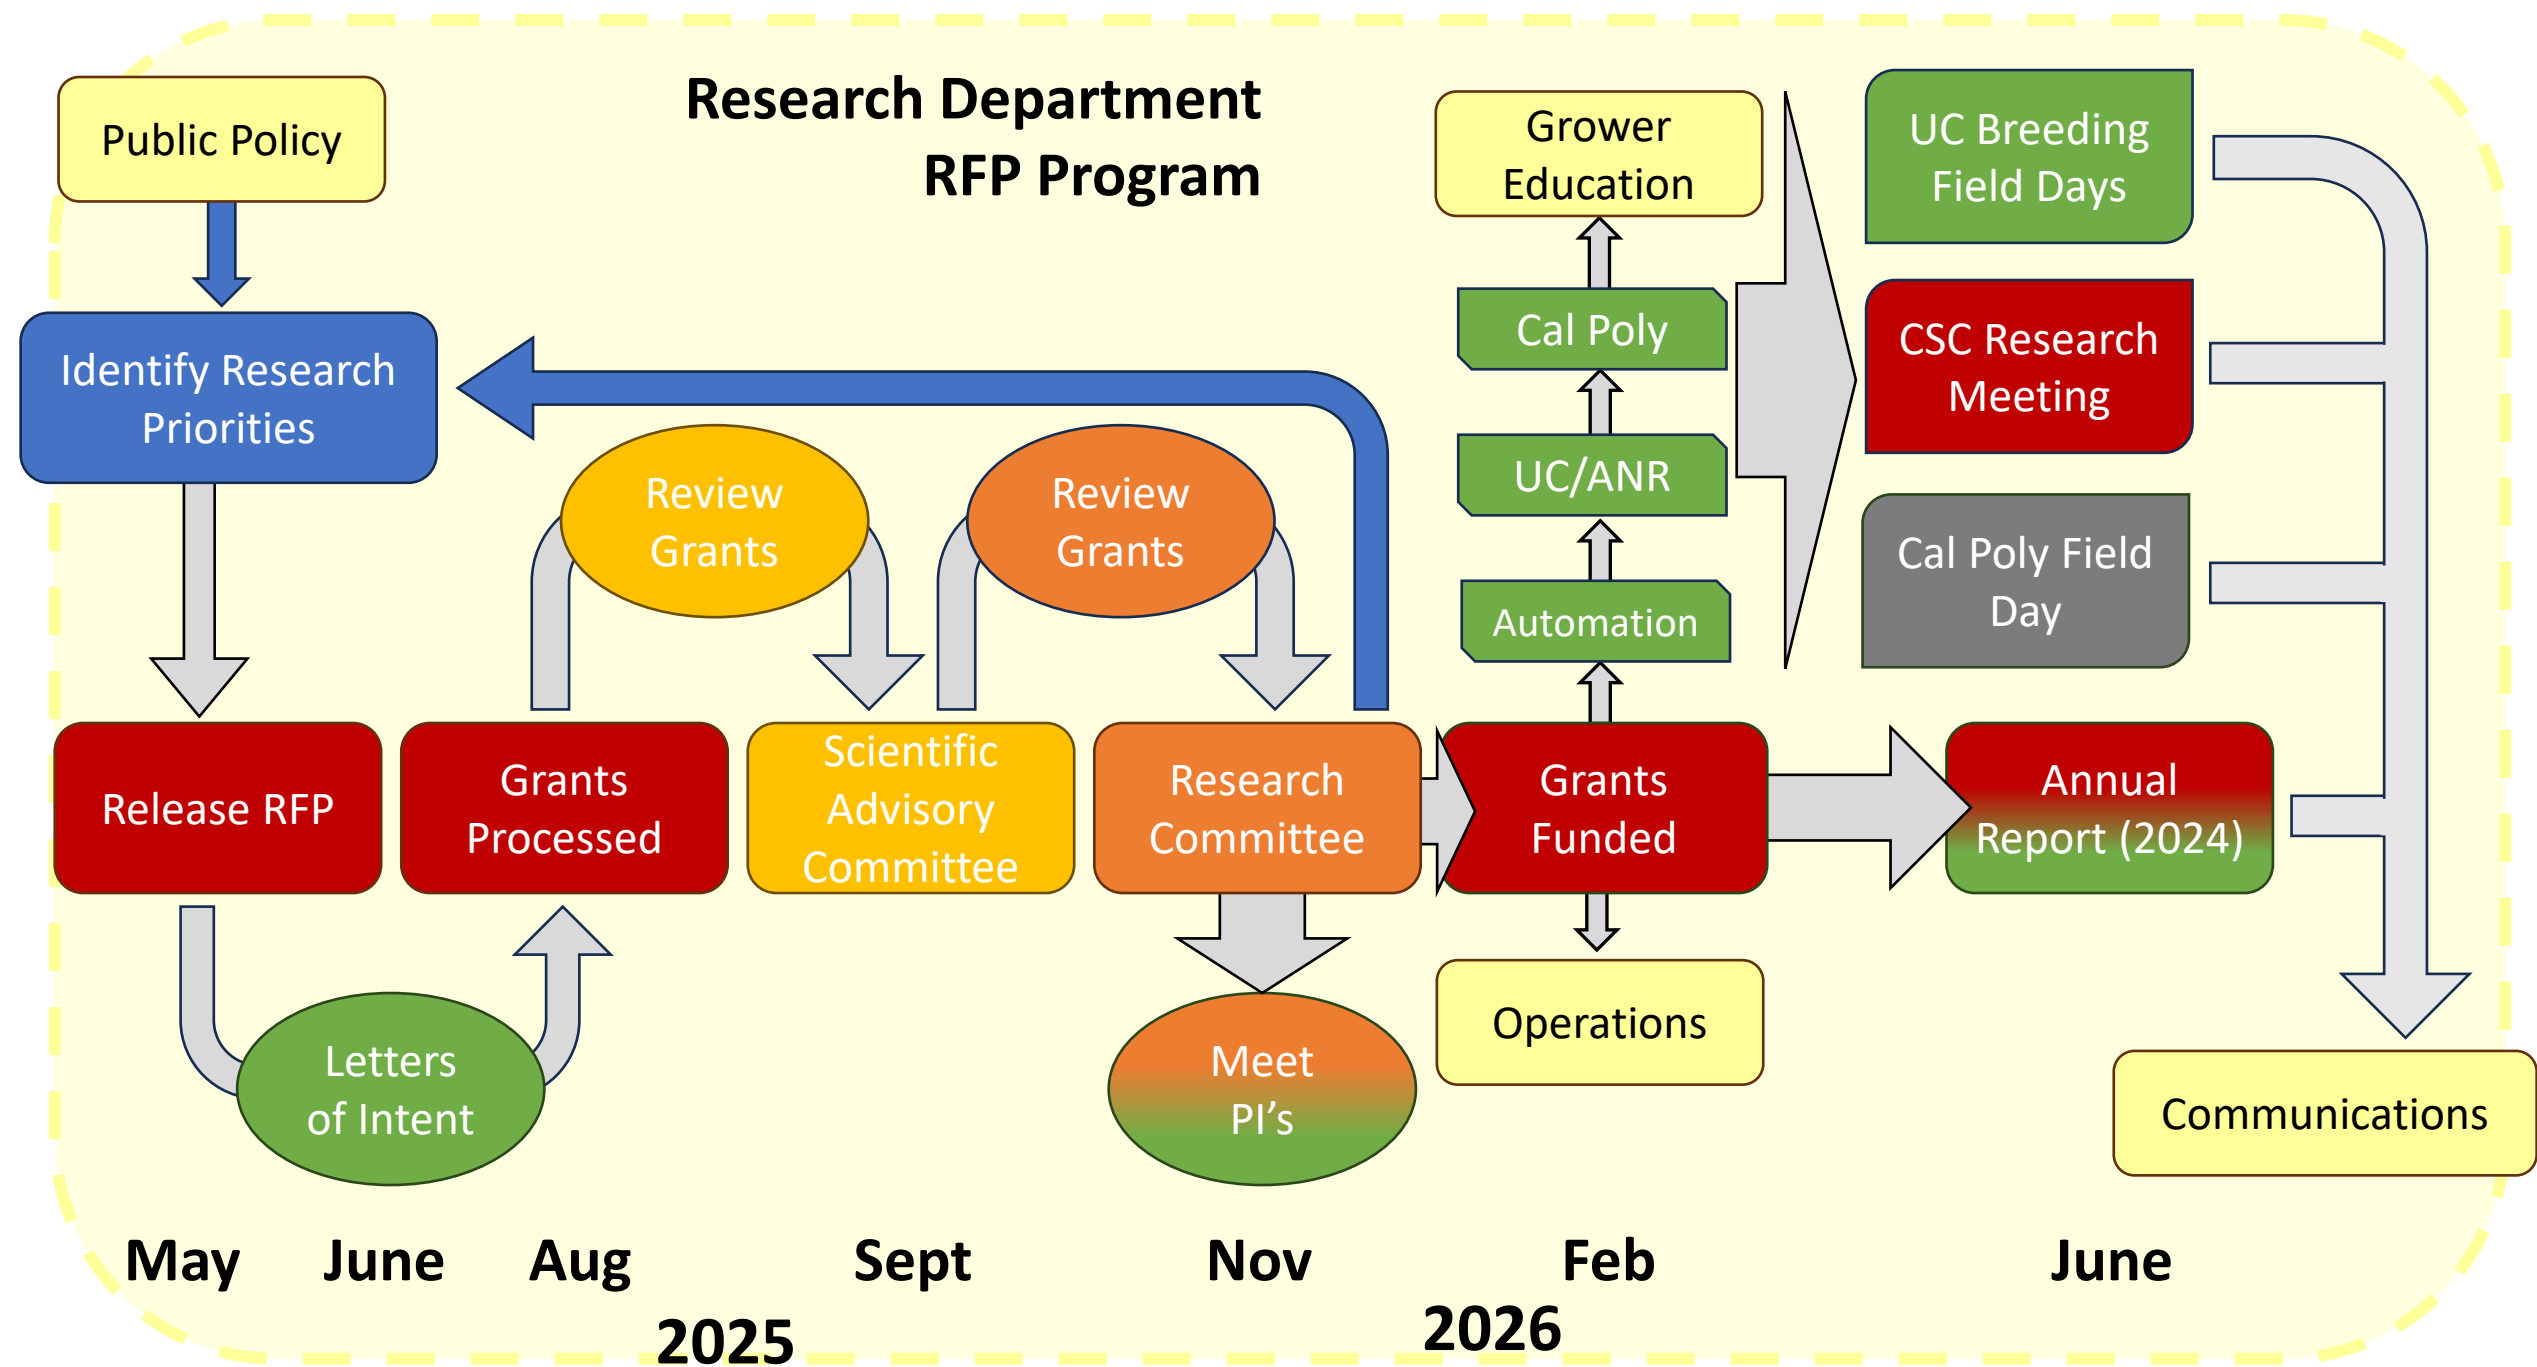 Research Department
RFP Program
Public Policy
Identify Research
Priorities
Review
Grants
Review
Grants
Grower
Education
Cal Poly
UC/ANR
Automation
UC Breeding
Field Days
CSC Research
Meeting
Cal Poly Field
Day
Release RFP
Grants
Processed
Scientific
Advisory
Committee
Research
Committee
Grants
Funded
Annual
Report (2024)
Letters
of Intent
Meet
PI’s
Operations
Communications
May
June
Aug
Sept
Nov
Feb
June
2025
2026